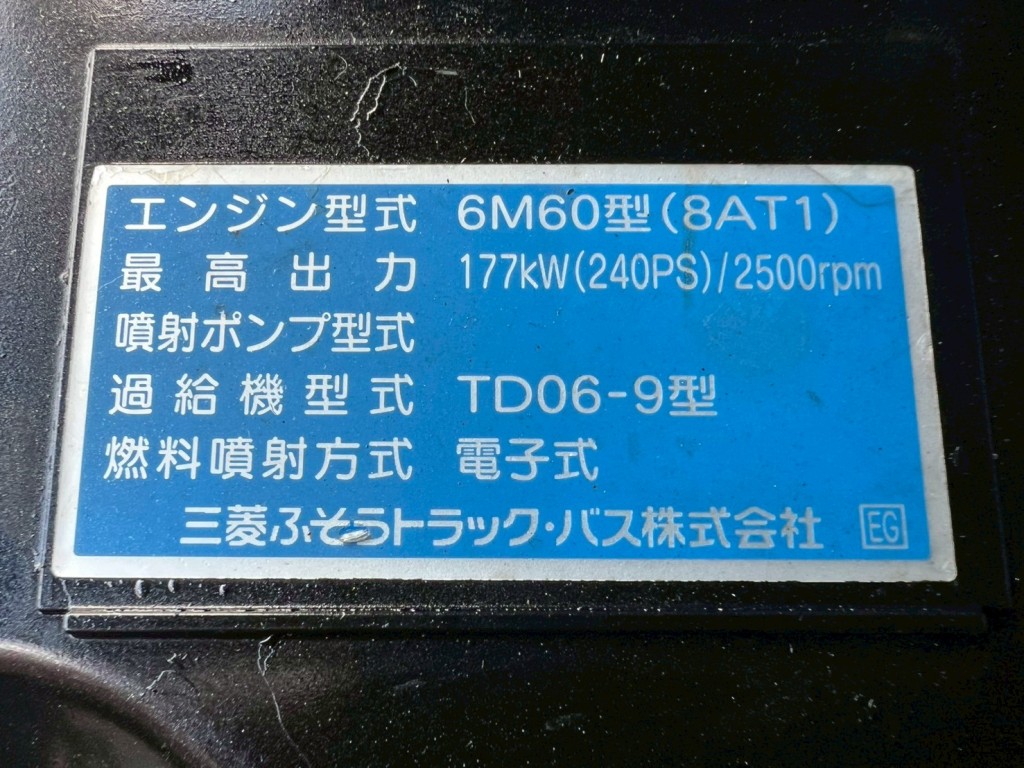 エンジン型式 6M60型(8AT1)
最高出力 177kW(240PS)/2500rpm
噴射ポンプ型式
過給機型式 TD06-9型
燃料噴射方式 電子式
三菱ふそうトラック・バス株式会社 EG